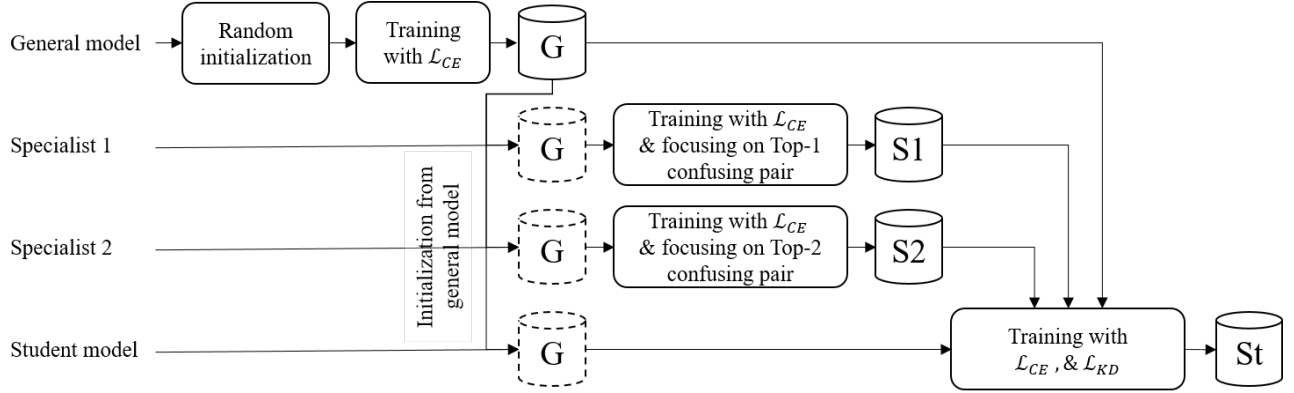 General model
Random
initialization
Training
with ℒ_CE
G
Specialist 1
G
Training with ℒ_CE
& focusing on Top-1
confusing pair
S1
Initialization from
general model
Specialist 2
G
Training with ℒ_CE
& focusing on Top-2
confusing pair
S2
Student model
G
Training with
ℒ_CE , & ℒ_KD
St